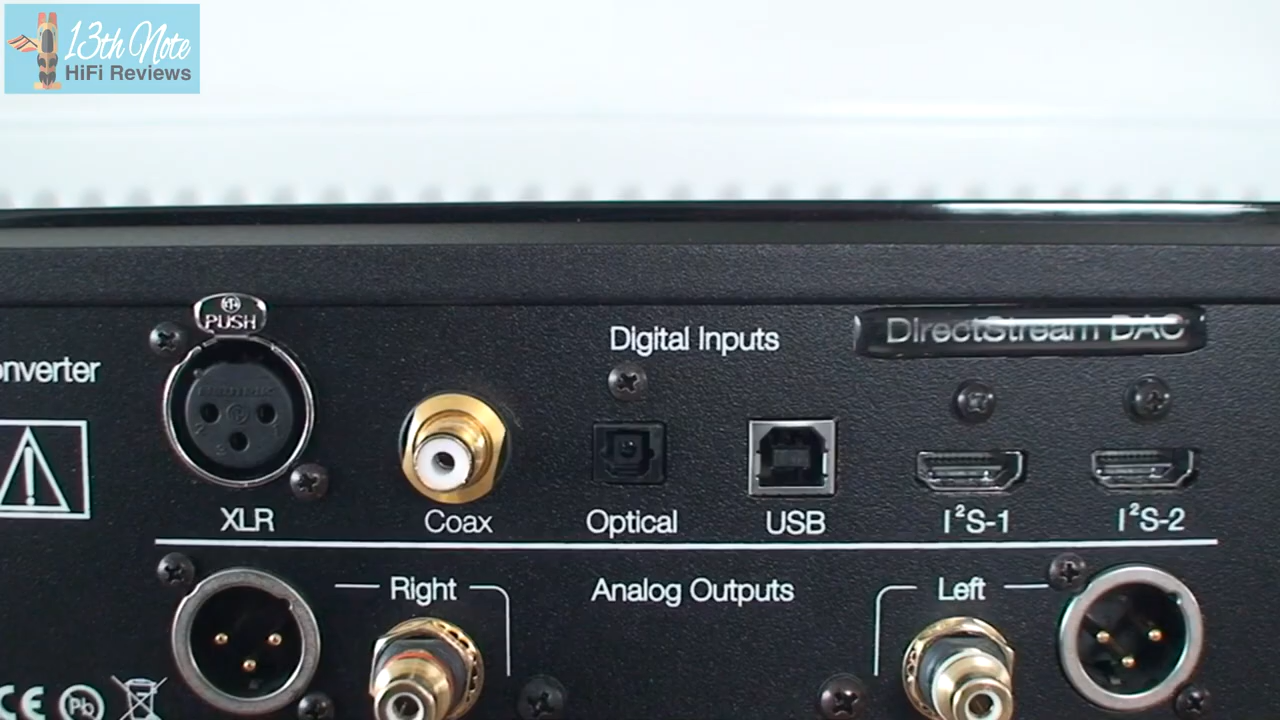 13th Note
HiFi Reviews
PUSH
Digital Inputs
DirectStream DAC
onverter
XLR
Coax
Optical
USB
I²S-1
I²S-2
Right
Analog Outputs
Left
CE
Pb